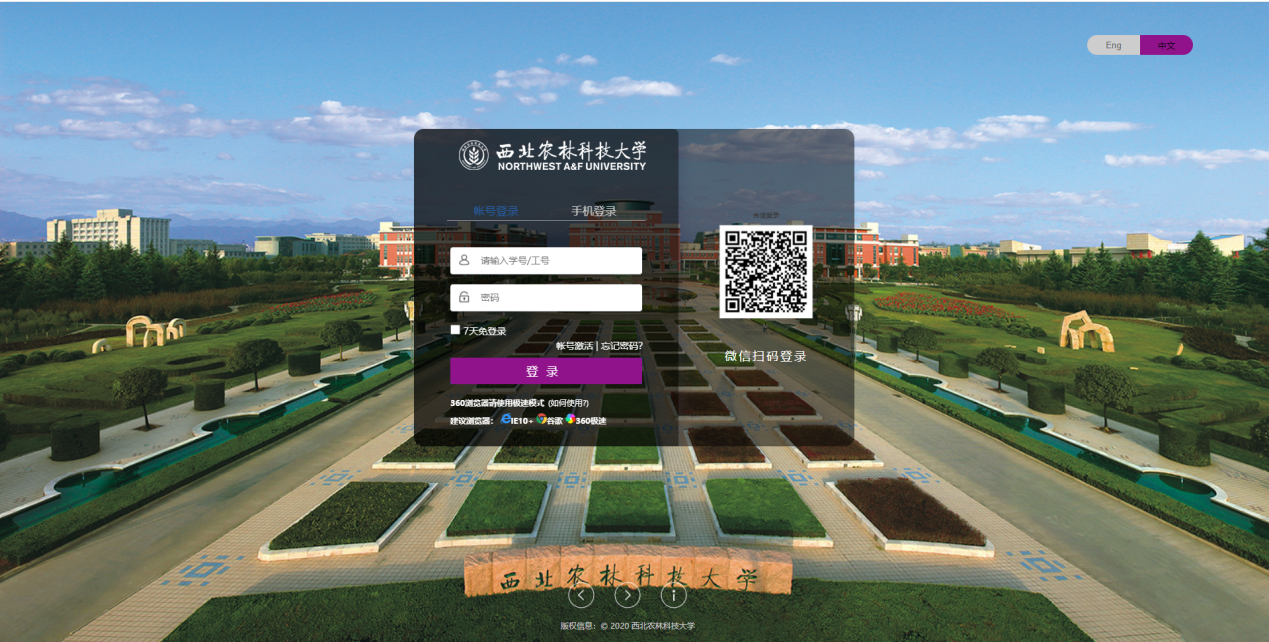 Eng 中文
西北农林科技大学
NORTHWEST A&F UNIVERSITY
帐号登录 手机登录
请输入学号/工号
密码
7天免登录
帐号激活 | 忘记密码?
登 录
360浏览器请使用极速模式 (如何使用?)
建议浏览器： IE10+ 谷歌 360极速
微信扫码登录
西北农林科技大学
版权信息：© 2020 西北农林科技大学